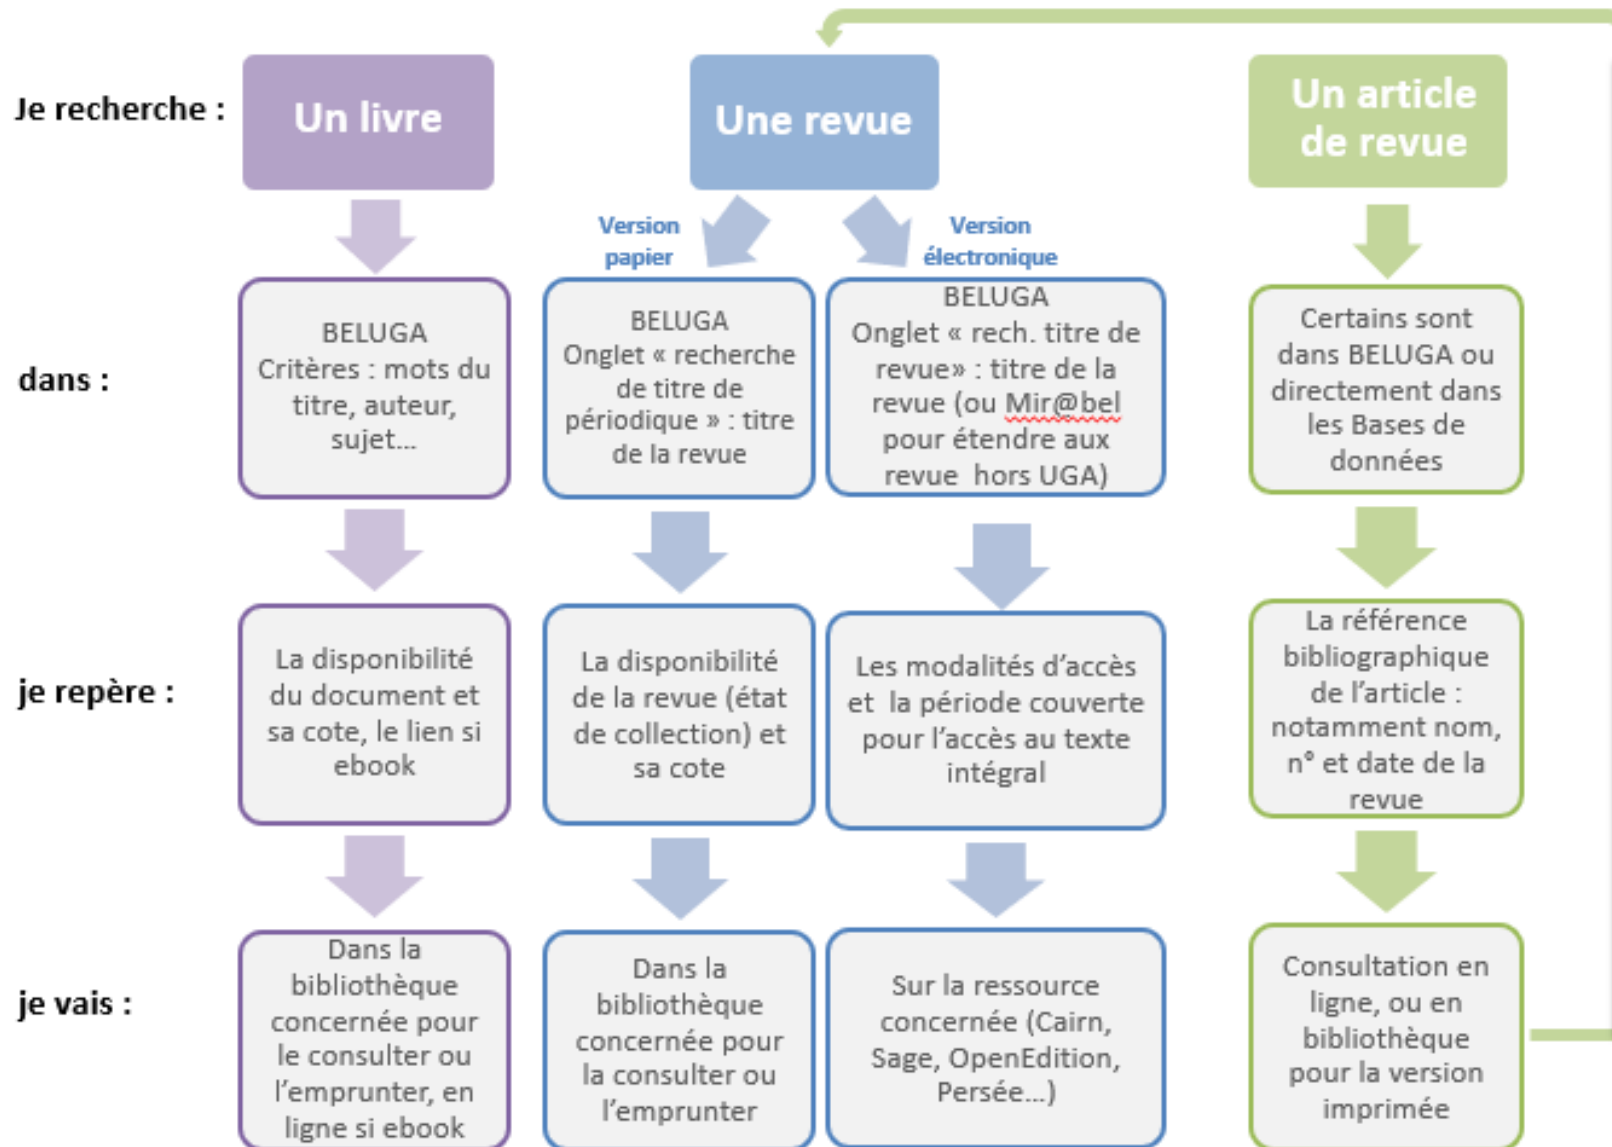 Je recherche :
Un livre
Une revue
Un article
de revue
Version
papier
Version
électronique
dans :
BELUGA
Critères : mots du
titre, auteur,
sujet…
BELUGA
Onglet « recherche
de titre de
périodique » : titre
de la revue
BELUGA
Onglet « rech. titre de
revue» : titre de la
revue (ou Mir@bel
pour étendre aux
revue hors UGA)
Certains sont
dans BELUGA ou
directement dans
les Bases de
données
je repère :
La disponibilité
du document et
sa cote, le lien si
ebook
La disponibilité
de la revue (état
de collection) et
sa cote
Les modalités d’accès
et la période couverte
pour l’accès au texte
intégral
La référence
bibliographique
de l’article :
notamment nom,
n° et date de la
revue
je vais :
Dans la
bibliothèque
concernée pour
le consulter ou
l’emprunter, en
ligne si ebook
Dans la
bibliothèque
concernée pour
la consulter ou
l’emprunter
Sur la ressource
concernée (Cairn,
Sage, OpenEdition,
Persée…)
Consultation en
ligne, ou en
bibliothèque
pour la version
imprimée